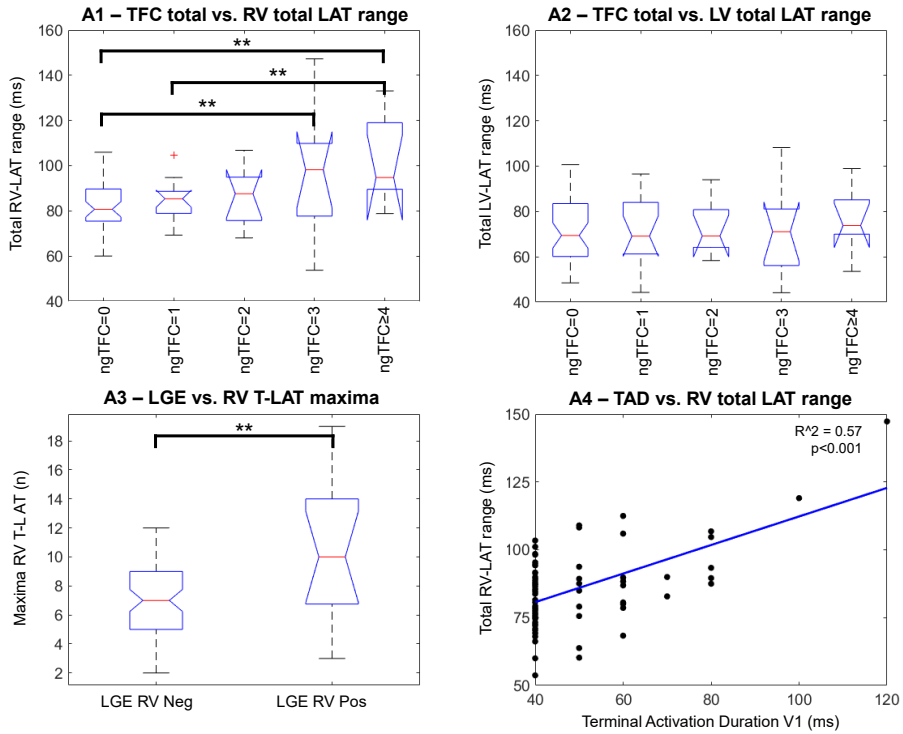 A1 – TFC total vs. RV total LAT range
Total RV-LAT range (ms)
160
140
120
100
80
60
40
**
**
**
ngTFC=0
ngTFC=1
ngTFC=2
ngTFC=3
ngTFC≥4
A2 – TFC total vs. LV total LAT range
Total LV-LAT range (ms)
160
140
120
100
80
60
40
ngTFC=0
ngTFC=1
ngTFC=2
ngTFC=3
ngTFC≥4
A3 – LGE vs. RV T-LAT maxima
Maxima RV T-L AT (n)
18
16
14
12
10
8
6
4
2
**
LGE RV Neg
LGE RV Pos
A4 – TAD vs. RV total LAT range
Total RV-LAT range (ms)
150
125
100
75
50
R^2 = 0.57
p<0.001
40
60
80
100
120
Terminal Activation Duration V1 (ms)